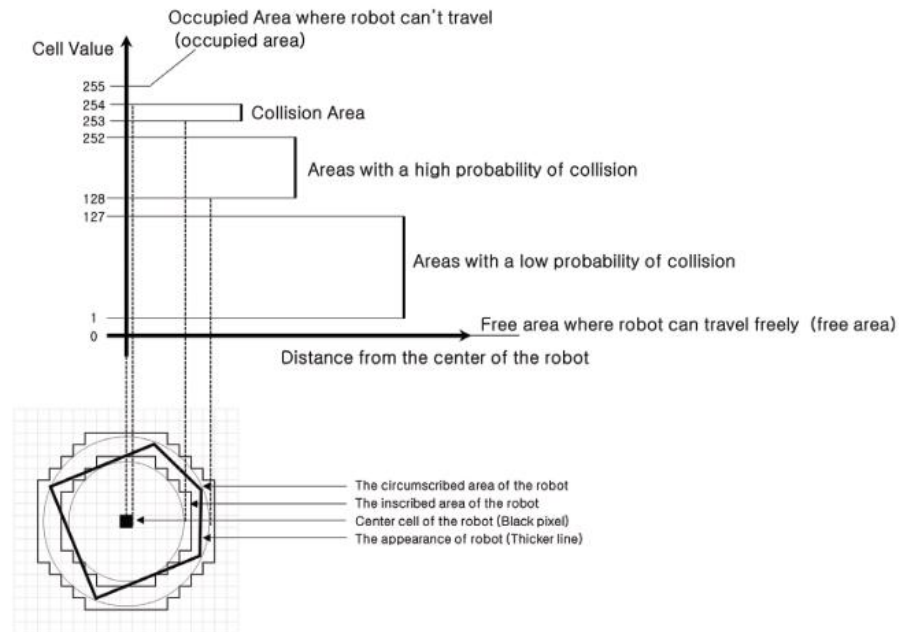 Occupied Area where robot can't travel
(occupied area)
Cell Value
255
254
Collision Area
253
252
Areas with a high probability of collision
128
127
Areas with a low probability of collision
1
Free area where robot can travel freely (free area)
0
Distance from the center of the robot
The circumscribed area of the robot
The inscribed area of the robot
Center cell of the robot (Black pixel)
The appearance of robot (Thicker line)